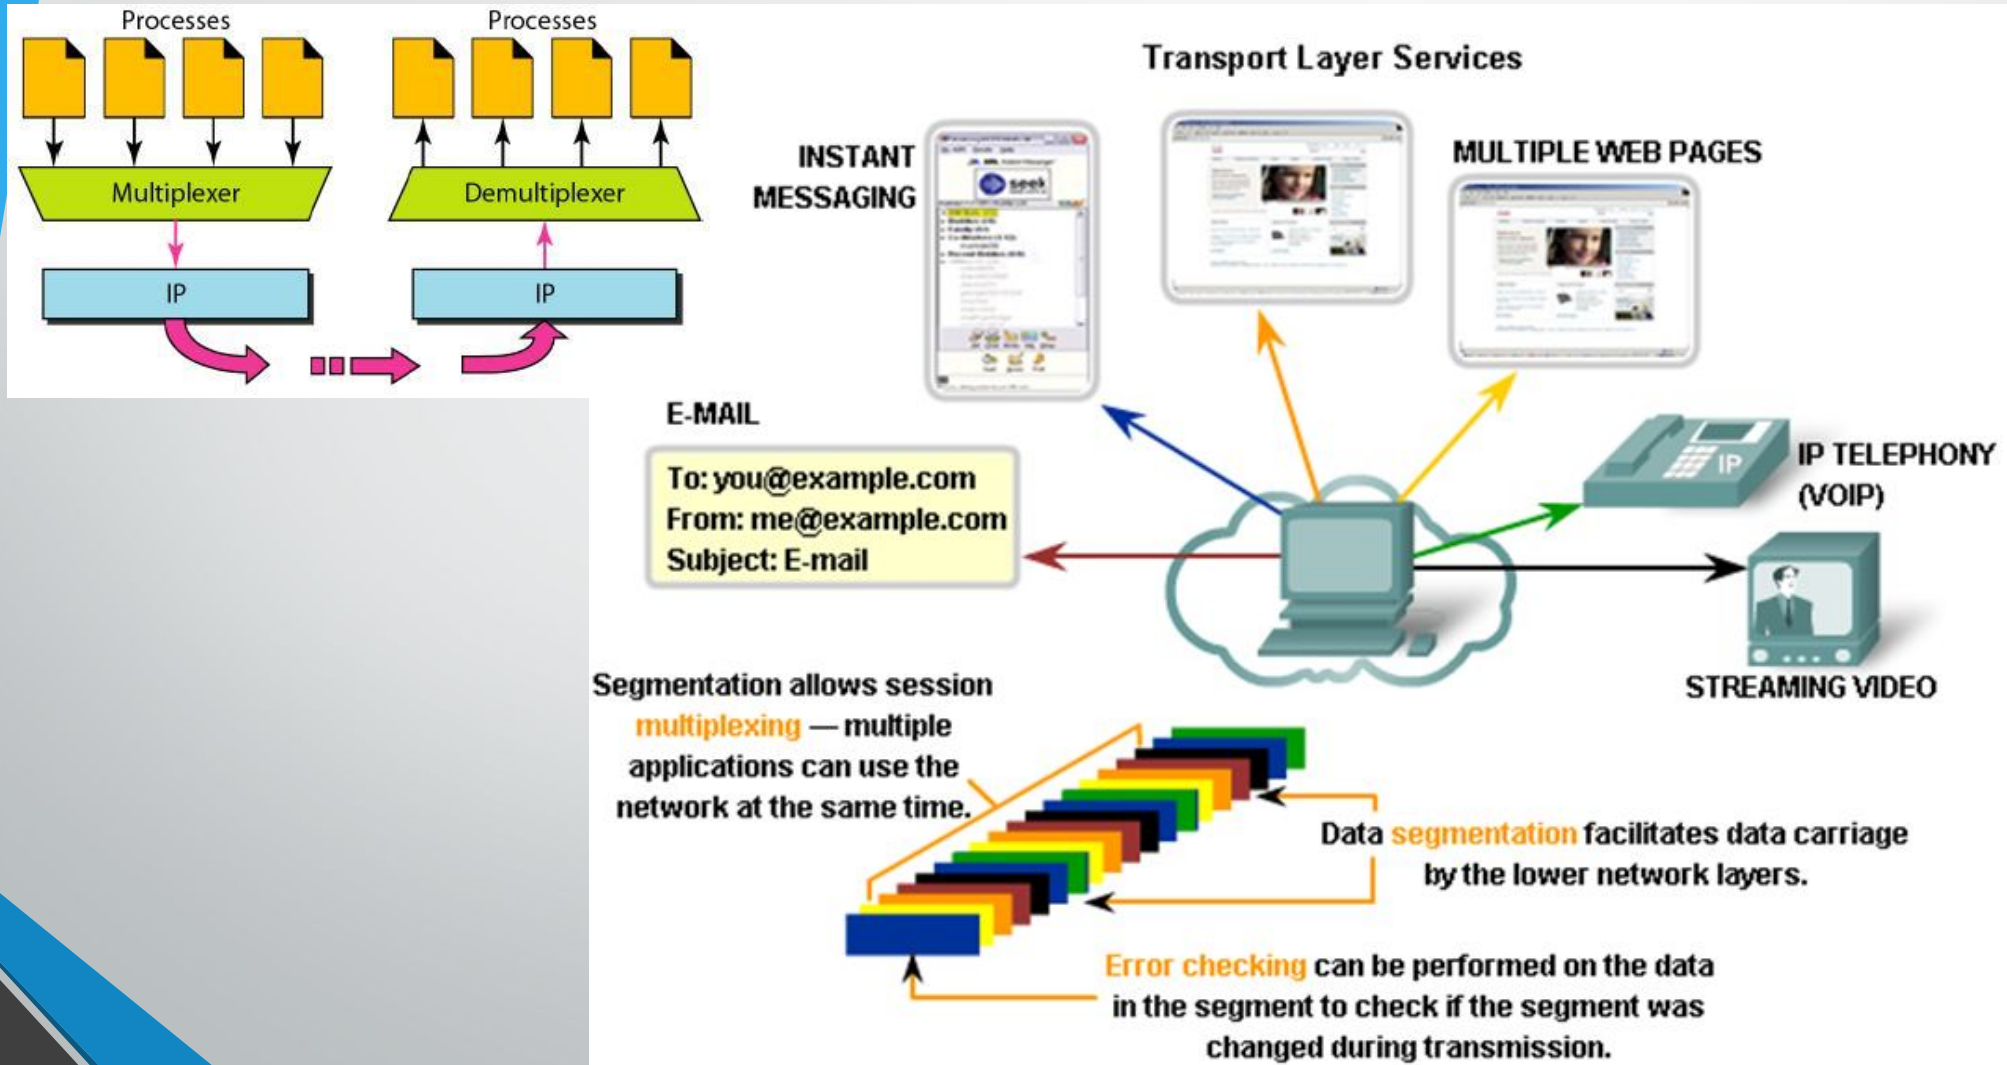 Processes
Processes
Multiplexer
Demultiplexer
IP
IP
Transport Layer Services
INSTANT
MESSAGING
seek
MULTIPLE WEB PAGES
E-MAIL
To: you@example.com
From: me@example.com
Subject: E-mail
IP
IP TELEPHONY
(VOIP)
STREAMING VIDEO
Segmentation allows session
multiplexing — multiple
applications can use the
network at the same time.
Data segmentation facilitates data carriage
by the lower network layers.
Error checking can be performed on the data
in the segment to check if the segment was
changed during transmission.